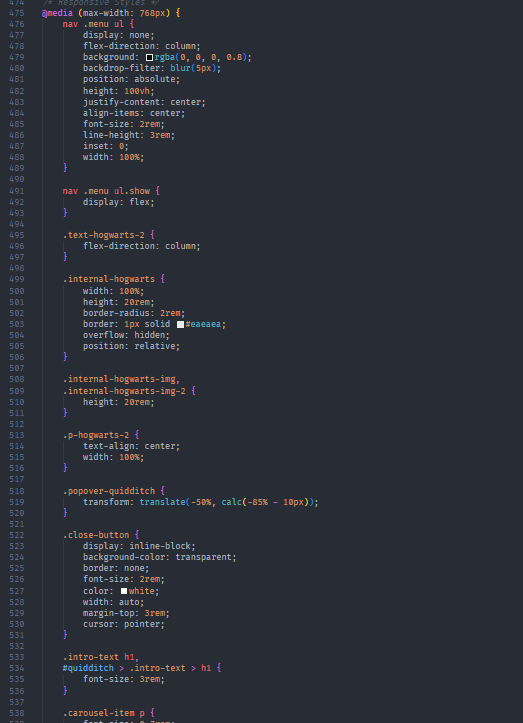 474 /* Responsive Styles */
475 @media (max-width: 768px) {
476 nav .menu ul {
477 display: none;
478 flex-direction: column;
479 background: rgba(0, 0, 0, 0.8);
480 backdrop-filter: blur(5px);
481 position: absolute;
482 height: 100vh;
483 justify-content: center;
484 align-items: center;
485 font-size: 2rem;
486 line-height: 3rem;
487 inset: 0;
488 width: 100%;
489 }
490
491 nav .menu ul.show {
492 display: flex;
493 }
494
495 .text-hogwarts-2 {
496 flex-direction: column;
497 }
498
499 .internal-hogwarts {
500 width: 100%;
501 height: 20rem;
502 border-radius: 2rem;
503 border: 1px solid #eaeaea;
504 overflow: hidden;
505 position: relative;
506 }
507
508 .internal-hogwarts-img,
509 .internal-hogwarts-img-2 {
510 height: 20rem;
511 }
512
513 .p-hogwarts-2 {
514 text-align: center;
515 width: 100%;
516 }
517
518 .popover-quidditch {
519 transform: translate(-50%, calc(-85% - 10px));
520 }
521
522 .close-button {
523 display: inline-block;
524 background-color: transparent;
525 border: none;
526 font-size: 2rem;
527 color: white;
528 width: auto;
529 margin-top: 3rem;
530 cursor: pointer;
531 }
532
533 .intro-text h1,
534 #quidditch > .intro-text > h1 {
535 font-size: 3rem;
536 }
537
538 .carousel-item p {